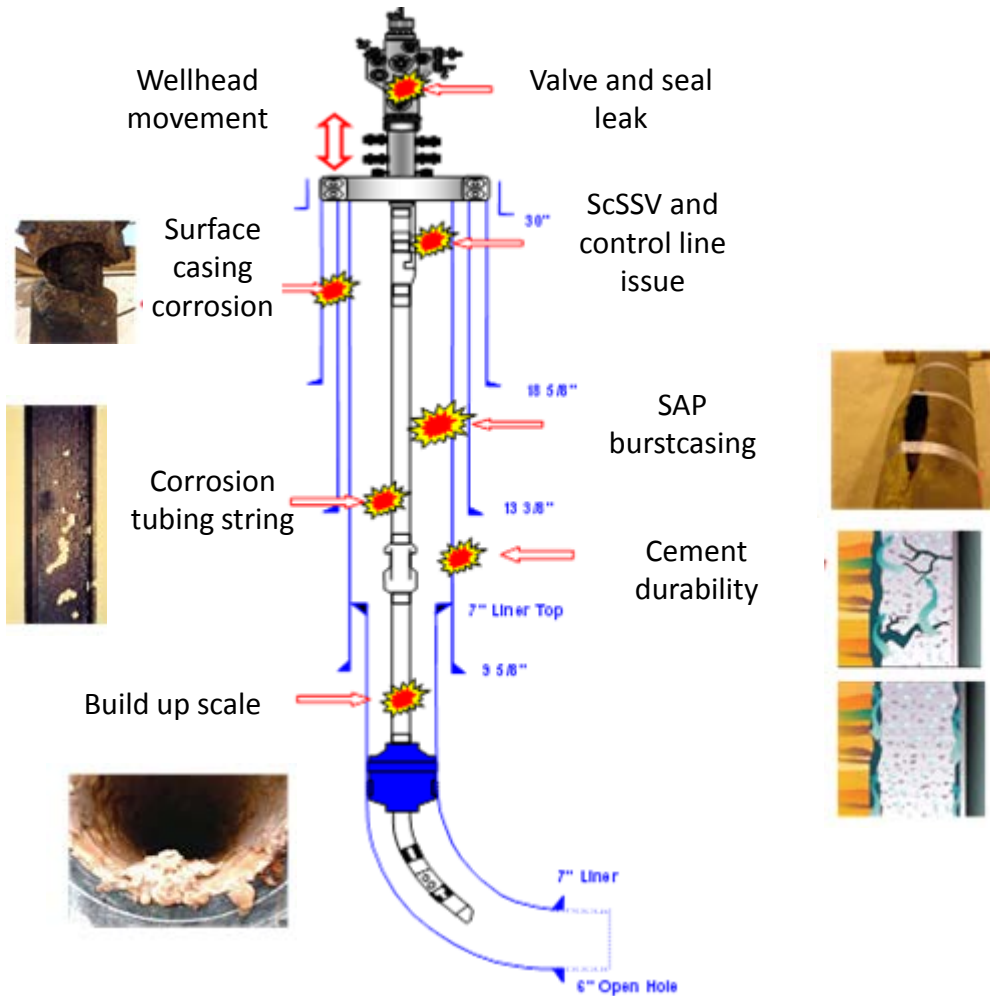 Wellhead
movement
Valve and seal
leak
30"
Surface
casing
corrosion
ScSSV and
control line
issue
18 5/8"
SAP
burstcasing
Corrosion
tubing string
13 3/8"
Cement
durability
7" Liner Top
9 5/8"
Build up scale
7" Liner
6" Open Hole